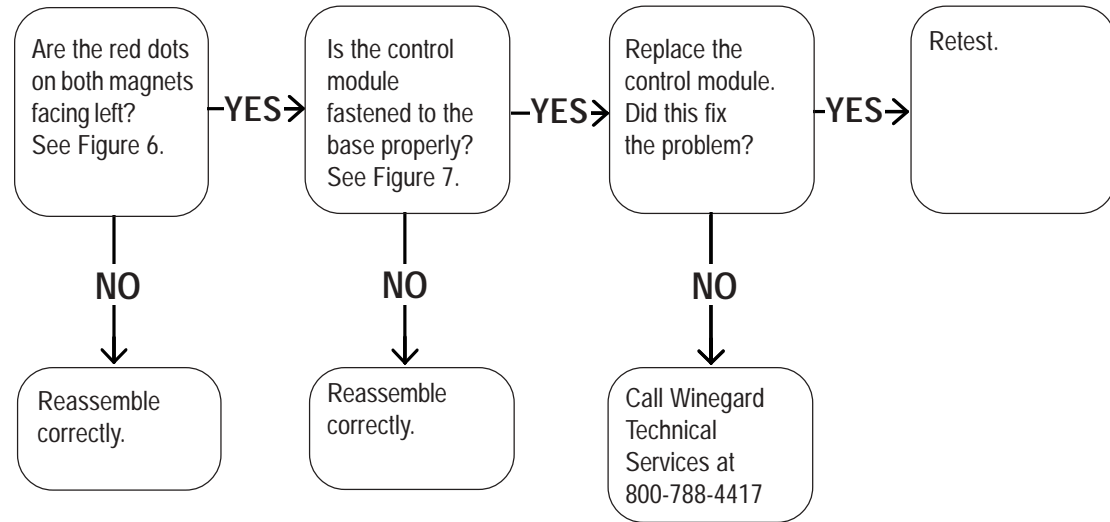 Are the red dots
on both magnets
facing left?
See Figure 6.
YES
Is the control
module
fastened to the
base properly?
See Figure 7.
YES
Replace the
control module.
Did this fix
the problem?
YES
Retest.
NO
NO
NO
Reassemble
correctly.
Reassemble
correctly.
Call Winegard
Technical
Services at
800-788-4417